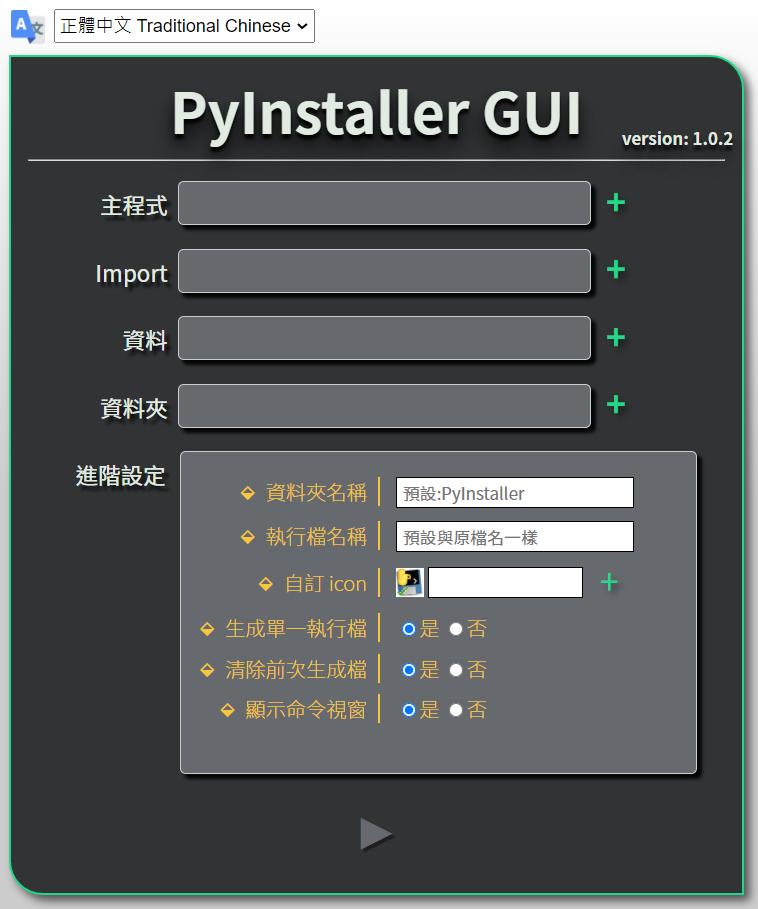 正體中文 Traditional Chinese
PyInstaller GUI
version: 1.0.2
主程式
Import
資料
資料夾
進階設定
資料夾名稱 預設:PyInstaller
執行檔名稱 預設與原檔名一樣
自訂 icon
生成單一執行檔 是 否
清除前次生成檔 是 否
顯示命令視窗 是 否